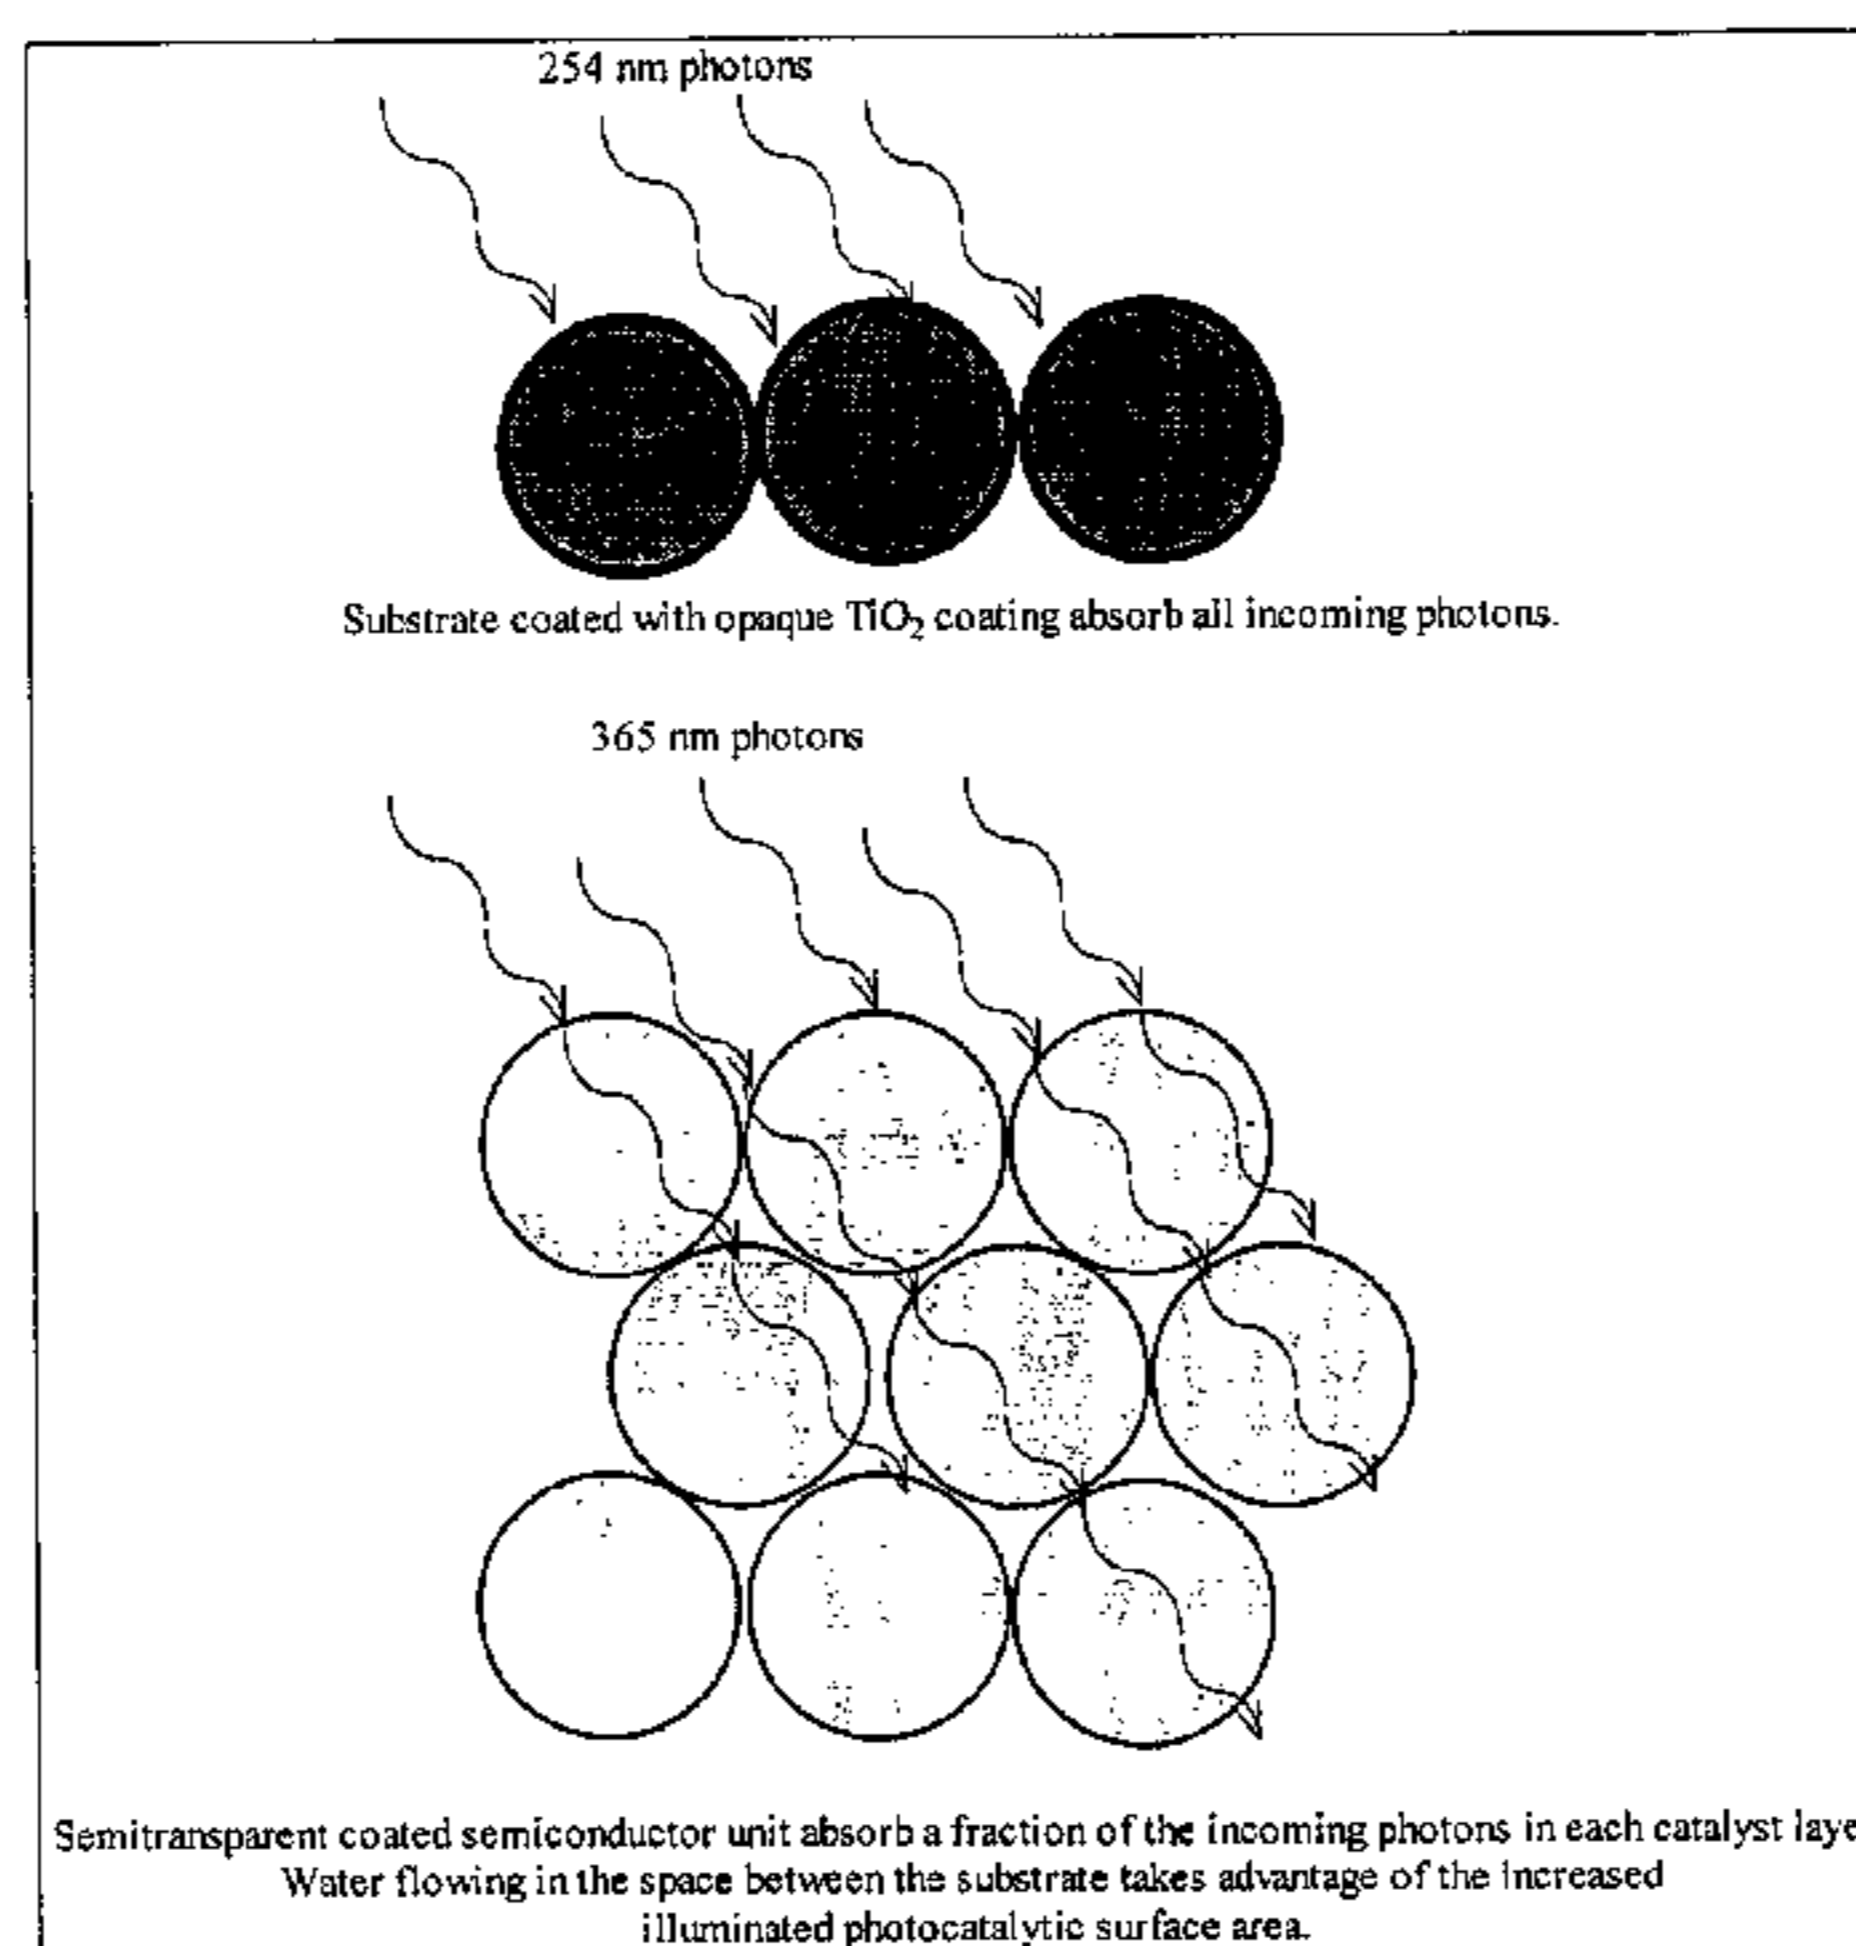 254 nm photons
Substrate coated with opaque TiO₂ coating absorb all incoming photons.
365 nm photons
Semitransparent coated semiconductor unit absorb a fraction of the incoming photons in each catalyst laye
Water flowing in the space between the substrate takes advantage of the increased
illuminated photocatalytic surface area.